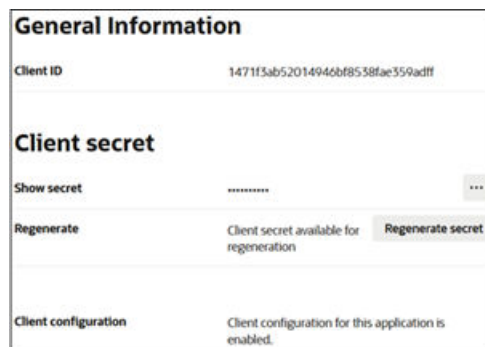 General Information
Client ID 1471f3ab52014946bf8538fae359adff
Client secret
Show secret •••••••••• ...
Regenerate Client secret available for Regenerate secret
regeneration
Client configuration Client configuration for this application is
enabled.